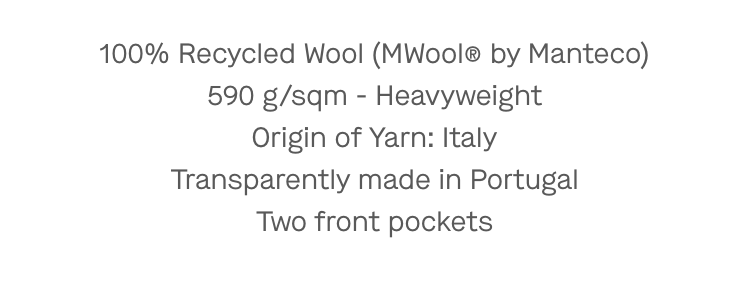 100% Recycled Wool (MWool® by Manteco)
590 g/sqm - Heavyweight
Origin of Yarn: Italy
Transparently made in Portugal
Two front pockets